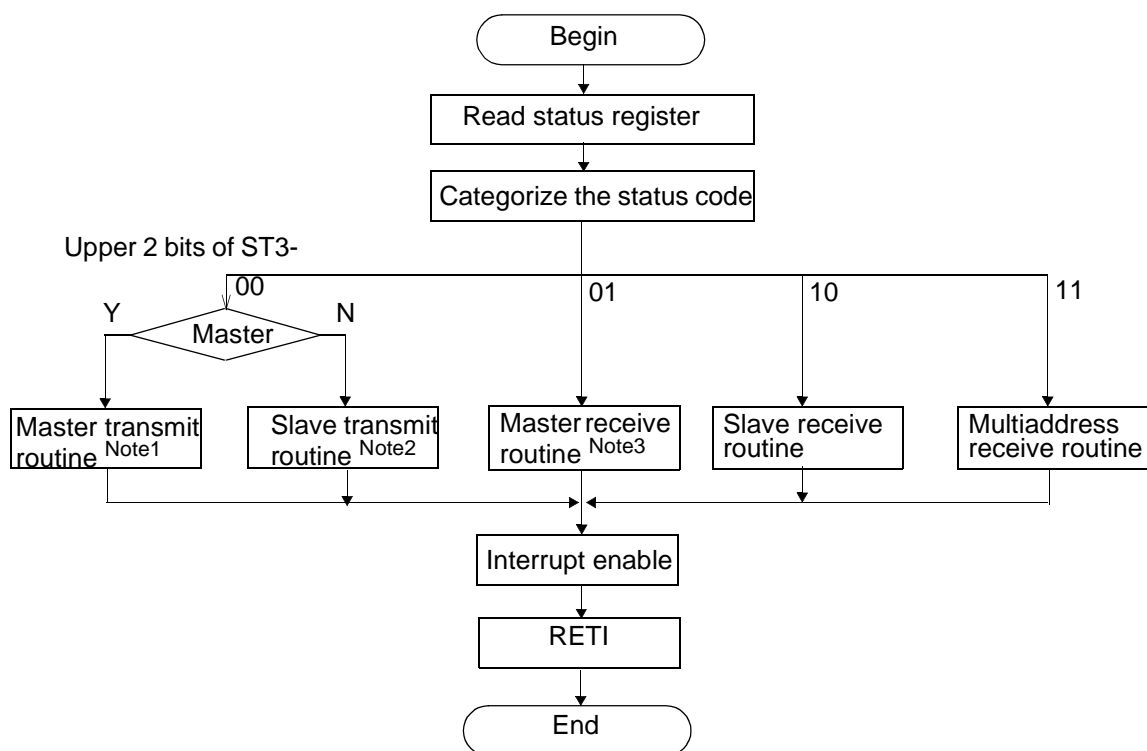 Begin
Read status register
Categorize the status code
Upper 2 bits of ST3-
00
01
10
11
Y
Master
N
Master transmit
routine Note1
Slave transmit
routine Note2
Master receive
routine Note3
Slave receive
routine
Multiaddress
receive routine
Interrupt enable
RETI
End